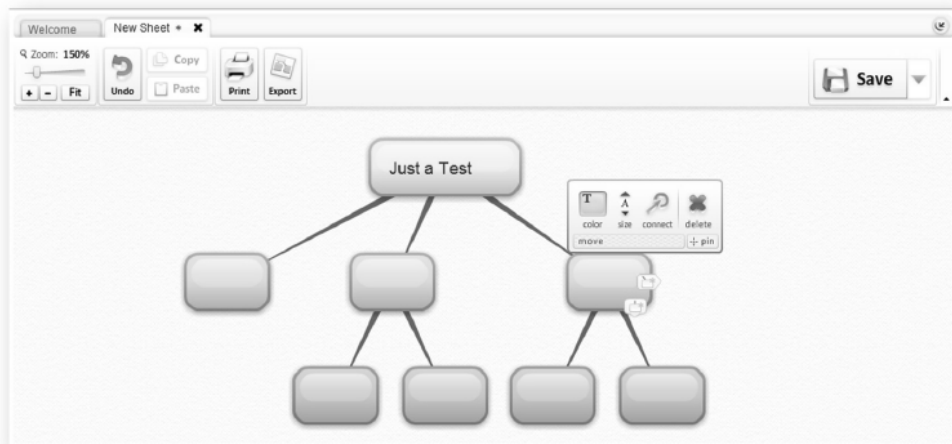 Welcome
New Sheet * ✖
Zoom: 150%
+ − Fit
Undo
Copy
Paste
Print
Export
Save
Just a Test
T A
color size connect delete
move pin